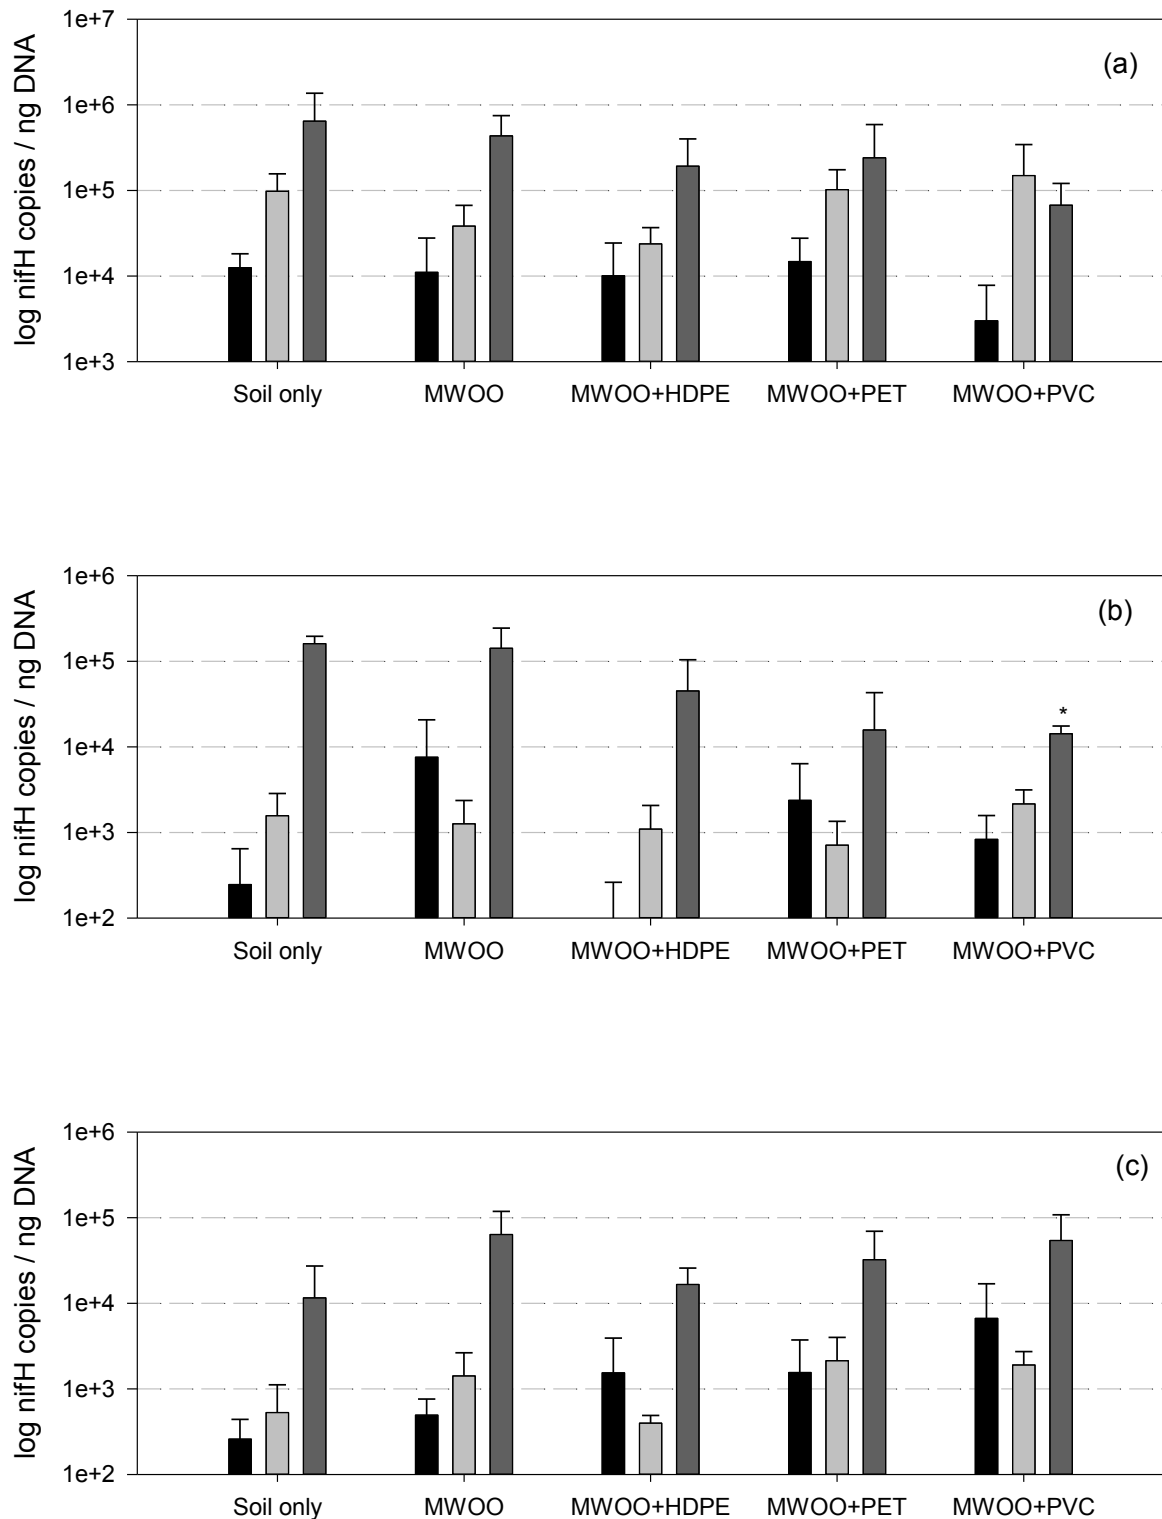 1e+7
(a)
1e+6
1e+5
1e+4
1e+3
log nifH copies / ng DNA
Soil only MWOO MWOO+HDPE MWOO+PET MWOO+PVC
1e+6
(b)
1e+5
*
1e+4
1e+3
1e+2
log nifH copies / ng DNA
Soil only MWOO MWOO+HDPE MWOO+PET MWOO+PVC
1e+6
(c)
1e+5
1e+4
1e+3
1e+2
log nifH copies / ng DNA
Soil only MWOO MWOO+HDPE MWOO+PET MWOO+PVC